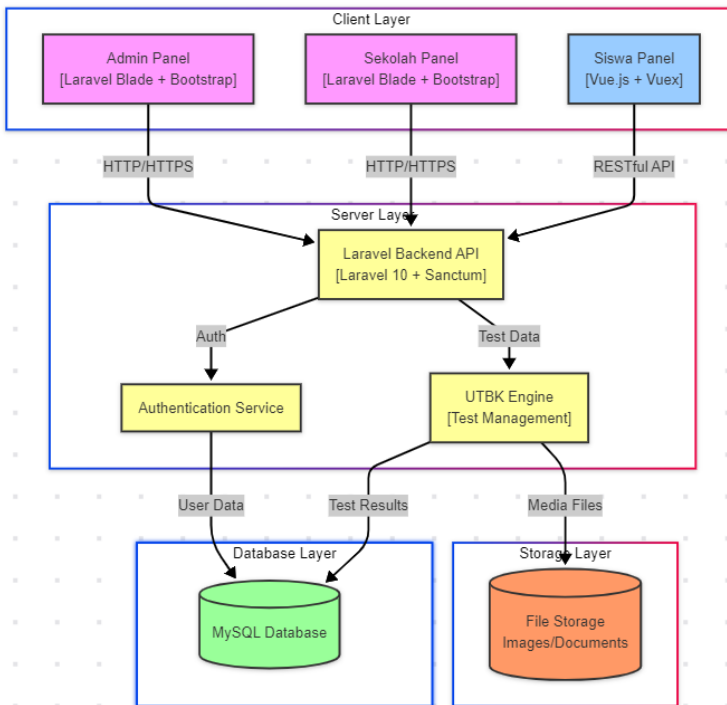 Client Layer
Admin Panel
[Laravel Blade + Bootstrap]
Sekolah Panel
[Laravel Blade + Bootstrap]
Siswa Panel
[Vue.js + Vuex]
HTTP/HTTPS
HTTP/HTTPS
RESTful API
Server Layer
Laravel Backend API
[Laravel 10 + Sanctum]
Auth
Test Data
Authentication Service
UTBK Engine
[Test Management]
User Data
Test Results
Media Files
Database Layer
Storage Layer
MySQL Database
File Storage
Images/Documents